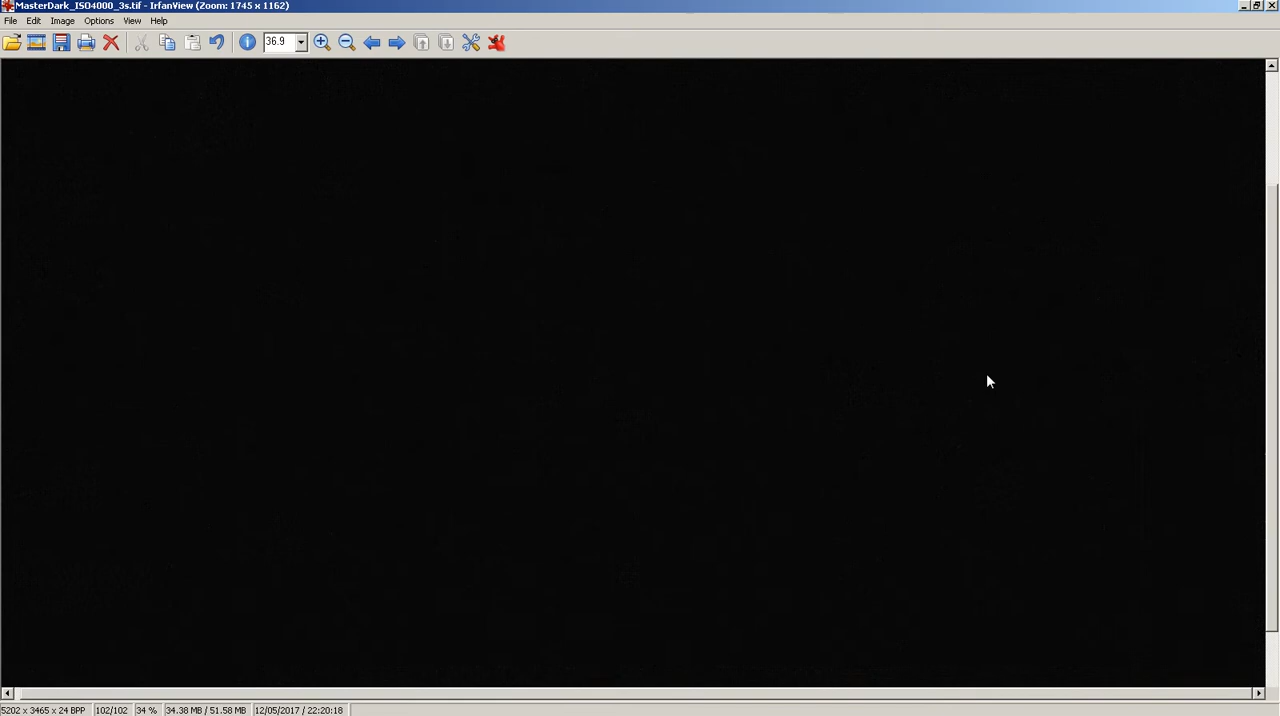 MasterDark_ISO4000_3s.tif - IrfanView (Zoom: 1745 x 1162)
File Edit Image Options View Help
36.9
5202 x 3465 x 24 BPP 102/102 34 % 34.38 MB / 51.58 MB 12/05/2017 / 22:20:18